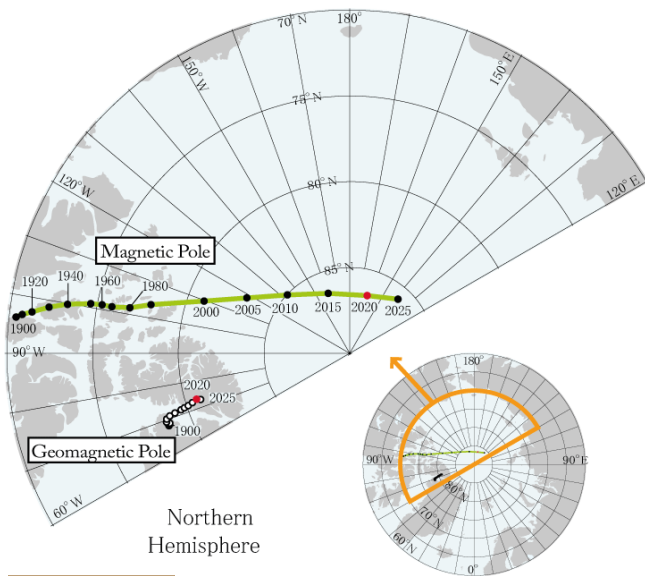 70°N
180°
150°W
150°E
75°N
120°W
80°N
120°E
Magnetic Pole
85°N
1920
1940
1960
1980
1900
2000
2005
2010
2015
2020
2025
90°W
2020
2025
1900
Geomagnetic Pole
60°W
Northern
Hemisphere
180°
90°W
90°E
80°N
70°N
60°N
0°